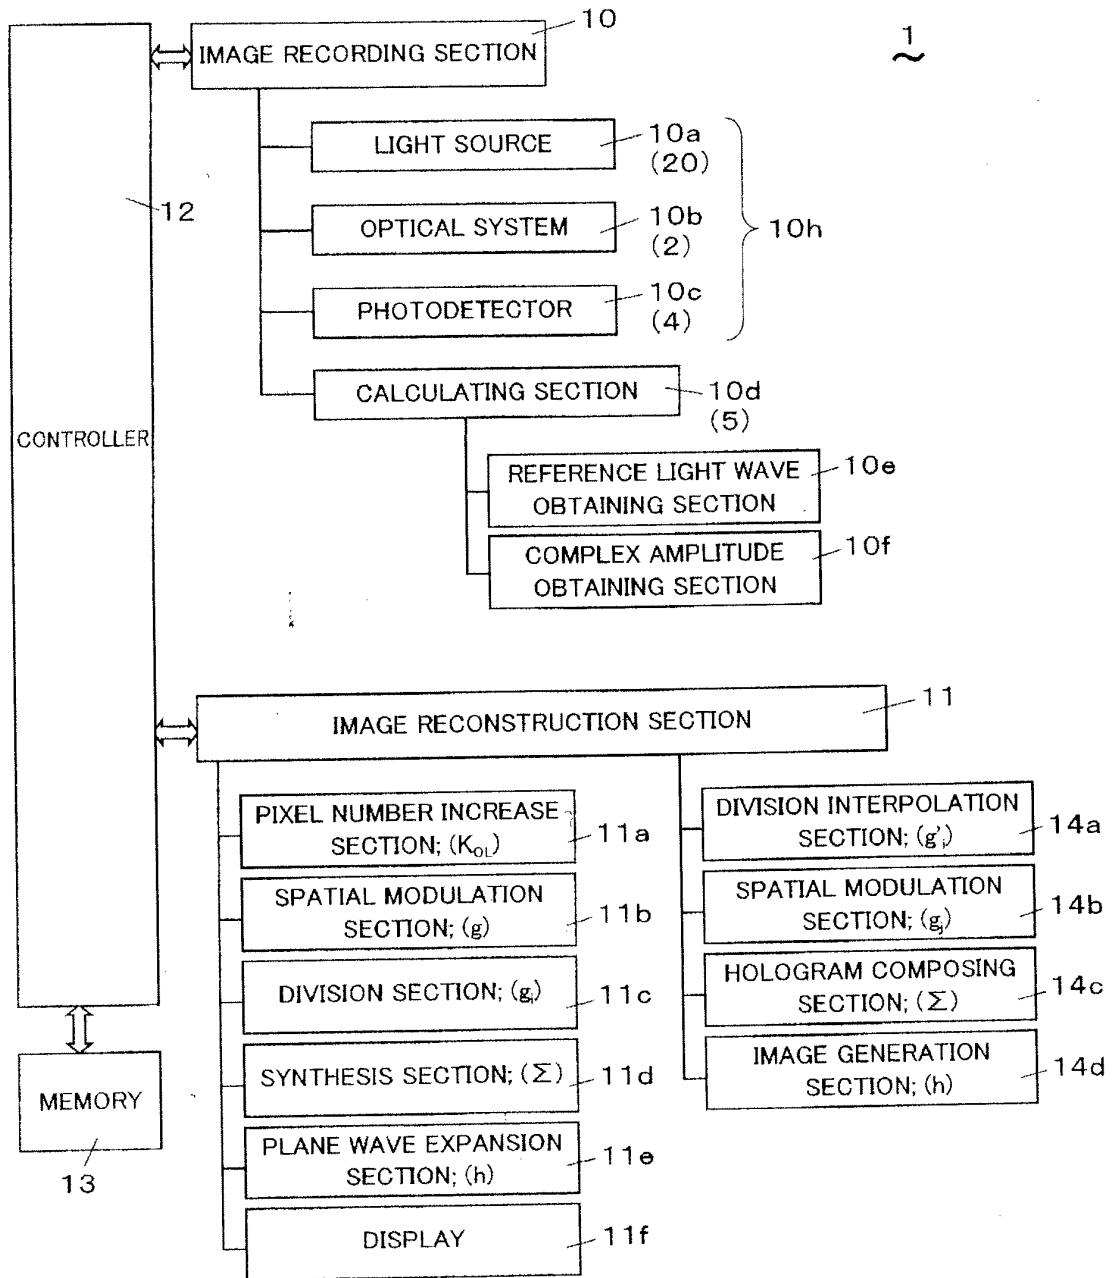 10
1
IMAGE RECORDING SECTION
LIGHT SOURCE
10a
(20)
OPTICAL SYSTEM
10b
(2)
PHOTODETECTOR
10c
(4)
10h
CALCULATING SECTION
10d
(5)
REFERENCE LIGHT WAVE
OBTAINING SECTION
10e
COMPLEX AMPLITUDE
OBTAINING SECTION
10f
12
CONTROLLER
MEMORY
13
IMAGE RECONSTRUCTION SECTION
11
PIXEL NUMBER INCREASE
SECTION; (K_OL)
11a
SPATIAL MODULATION
SECTION; (g)
11b
DIVISION SECTION; (g_i)
11c
SYNTHESIS SECTION; (Σ)
11d
PLANE WAVE EXPANSION
SECTION; (h)
11e
DISPLAY
11f
DIVISION INTERPOLATION
SECTION; (g'_i)
14a
SPATIAL MODULATION
SECTION; (g_j)
14b
HOLOGRAM COMPOSING
SECTION; (Σ)
14c
IMAGE GENERATION
SECTION; (h)
14d